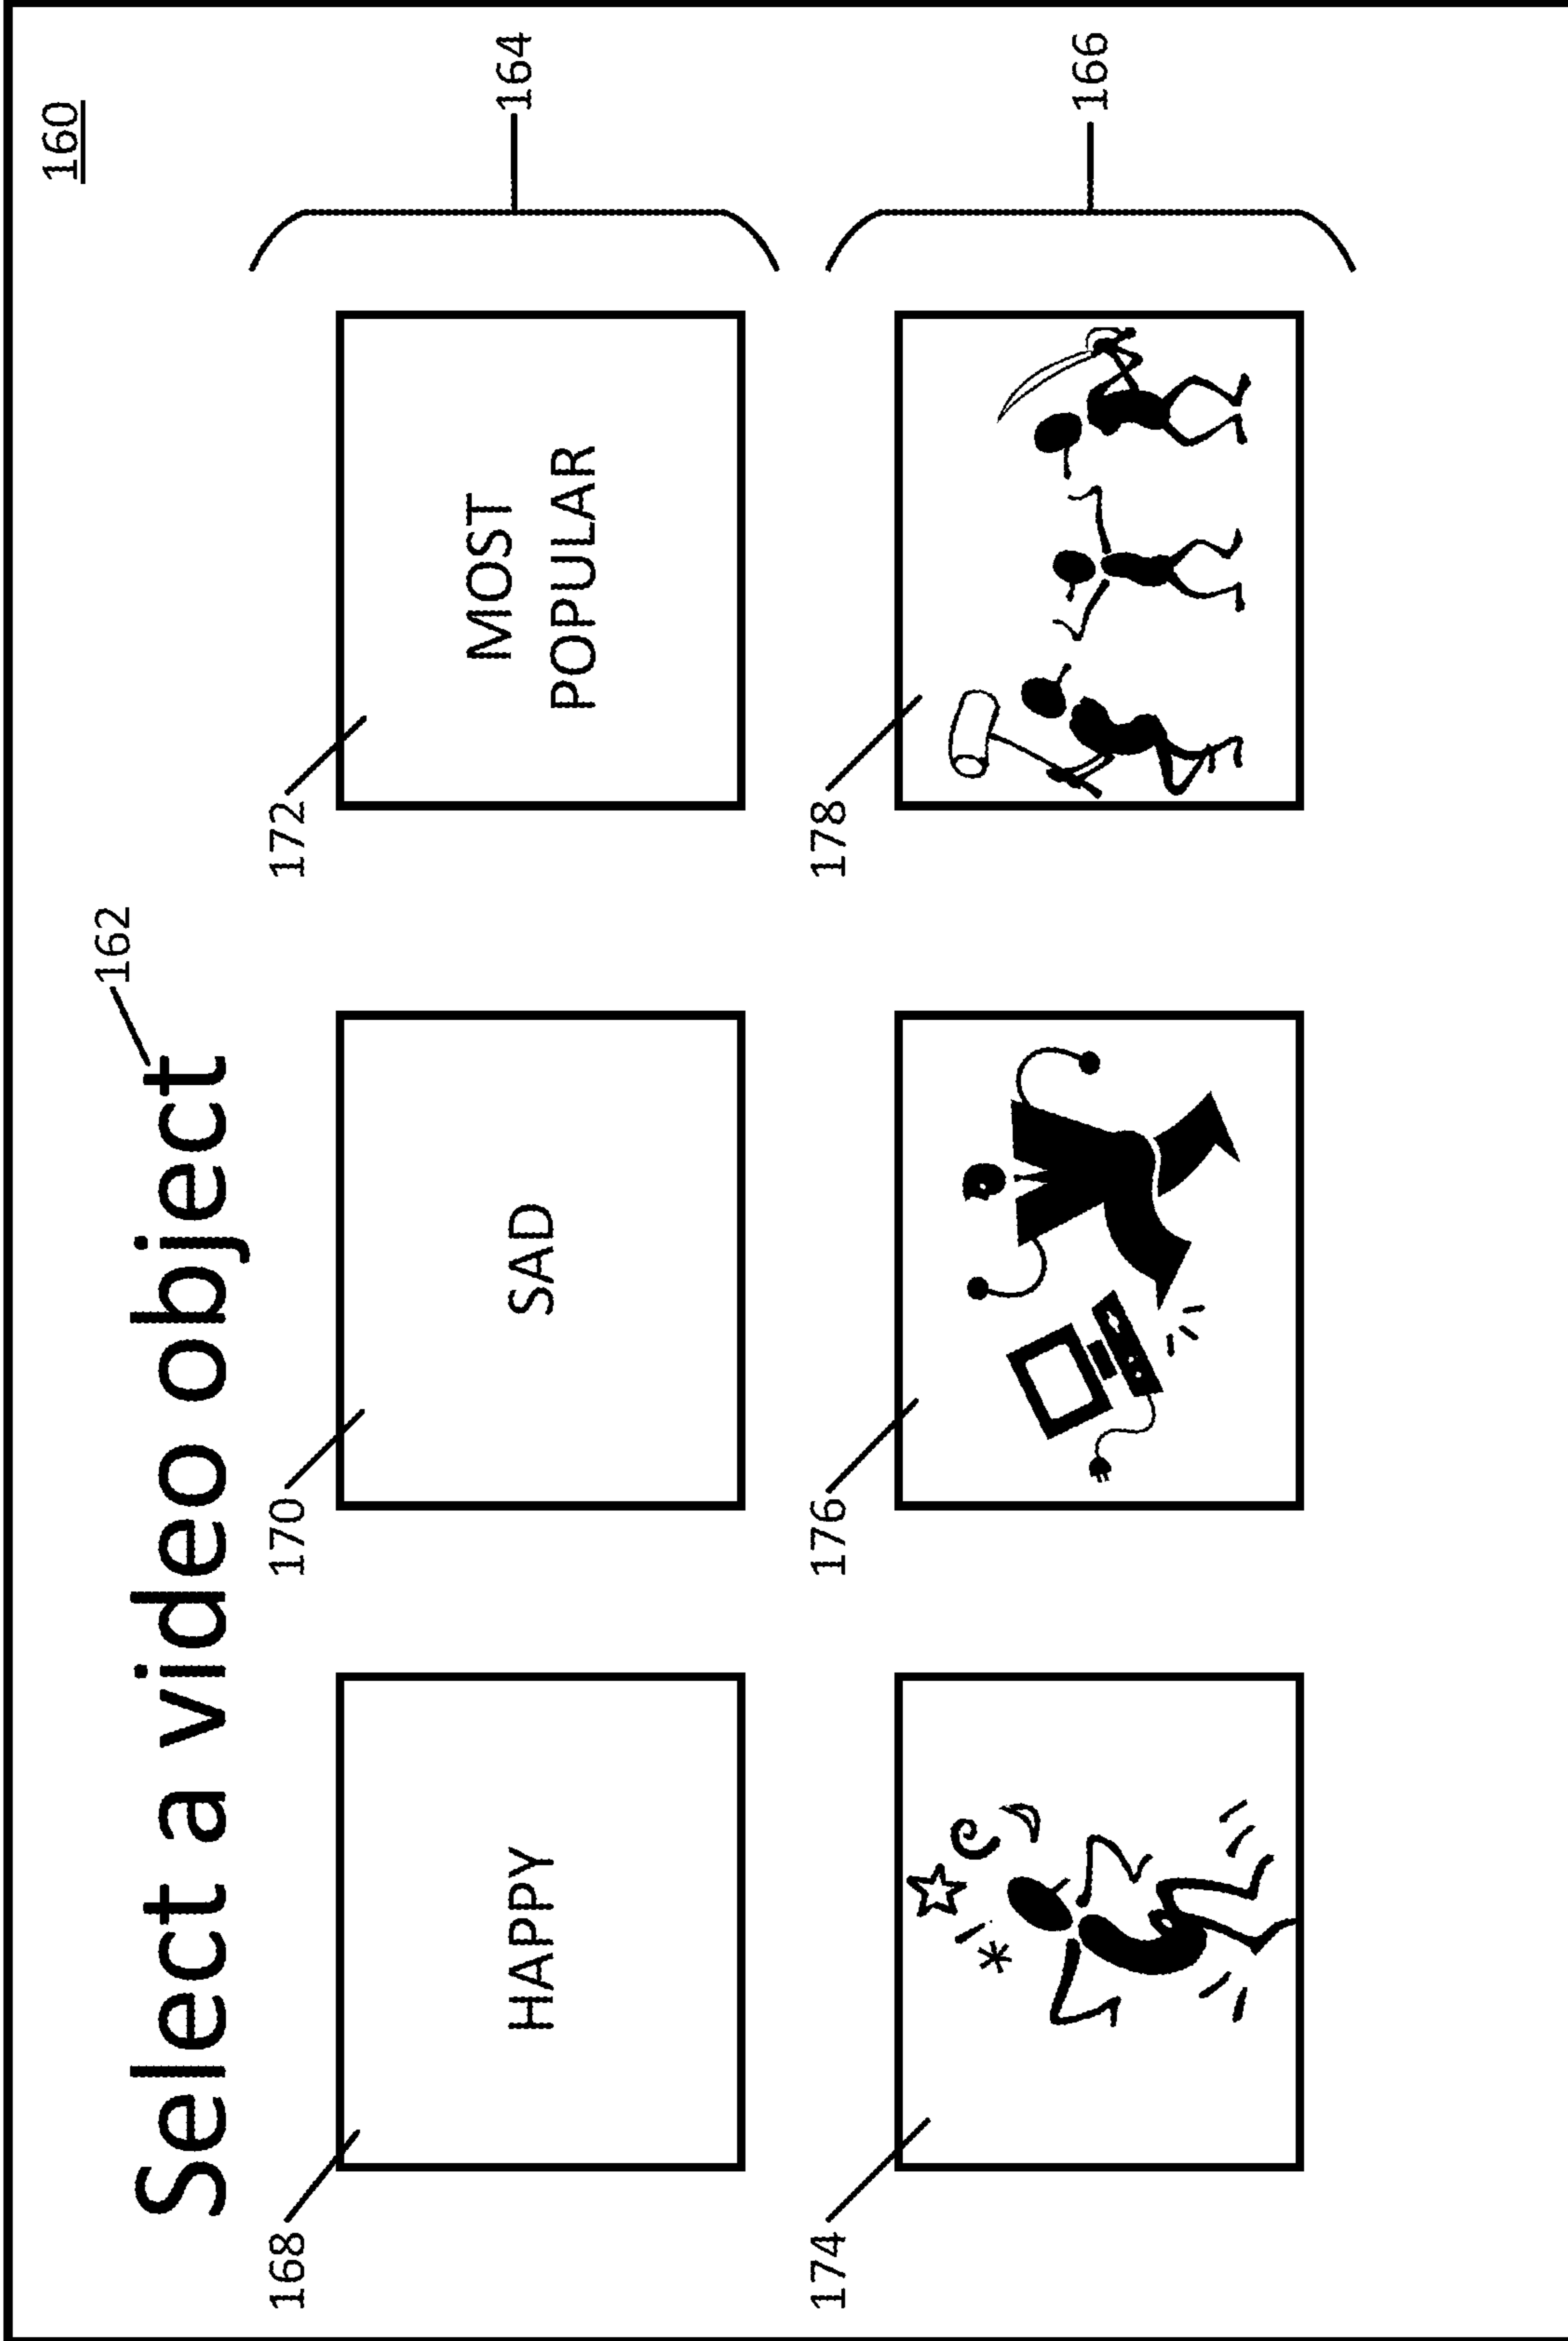 160
Select a video object
162
168
170
172
HAPPY
SAD
MOST
POPULAR
164
174
176
178
166